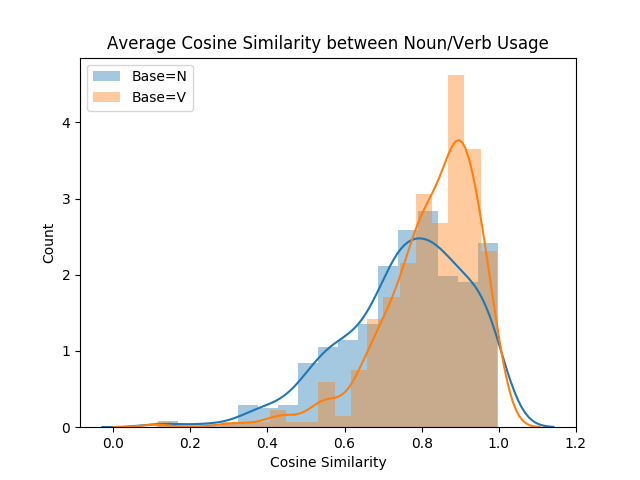 Average Cosine Similarity between Noun/Verb Usage
Base=N
Base=V
Count
4
3
2
1
0
0.0 0.2 0.4 0.6 0.8 1.0 1.2
Cosine Similarity